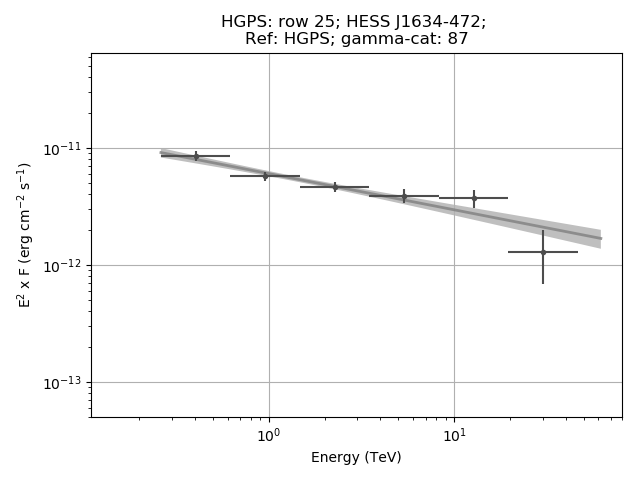 HGPS: row 25; HESS J1634-472;
Ref: HGPS; gamma-cat: 87
E² x F (erg cm⁻² s⁻¹)
10⁻¹¹
10⁻¹²
10⁻¹³
10⁰ 10¹
Energy (TeV)